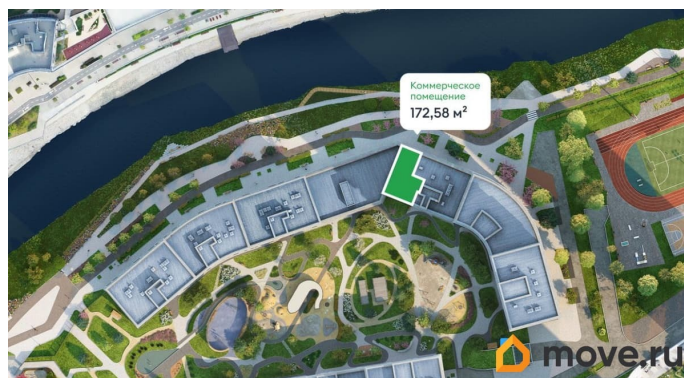 Коммерческое
помещение
172,58 м²
move.ru